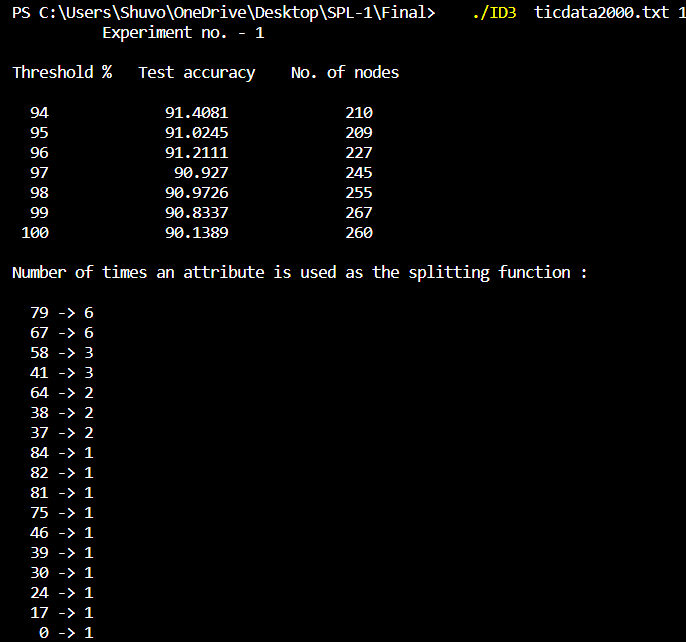 PS C:\Users\Shuvo\OneDrive\Desktop\SPL-1\Final> ./ID3 ticdata2000.txt 1
Experiment no. - 1
Threshold % Test accuracy No. of nodes
94 91.4081 210
95 91.0245 209
96 91.2111 227
97 90.927 245
98 90.9726 255
99 90.8337 267
100 90.1389 260
Number of times an attribute is used as the splitting function :
79 -> 6
67 -> 6
58 -> 3
41 -> 3
64 -> 2
38 -> 2
37 -> 2
84 -> 1
82 -> 1
81 -> 1
75 -> 1
46 -> 1
39 -> 1
30 -> 1
24 -> 1
17 -> 1
0 -> 1